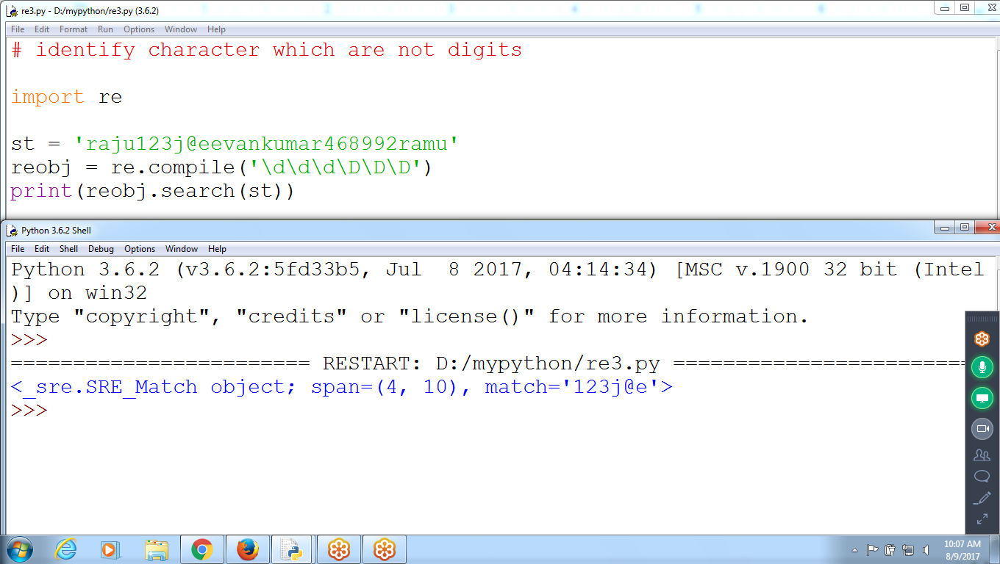 re3.py - D:/mypython/re3.py (3.6.2)
File Edit Format Run Options Window Help
# identify character which are not digits
import re
st = 'raju123j@eevankumar468992ramu'
reobj = re.compile('\d\d\d\D\D\D')
print(reobj.search(st))
Python 3.6.2 Shell
File Edit Shell Debug Options Window Help
Python 3.6.2 (v3.6.2:5fd33b5, Jul  8 2017, 04:14:34) [MSC v.1900 32 bit (Intel
)] on win32
Type "copyright", "credits" or "license()" for more information.
>>>
======================== RESTART: D:/mypython/re3.py ========================
<_sre.SRE_Match object; span=(4, 10), match='123j@e'>
>>>
10:07 AM
8/9/2017